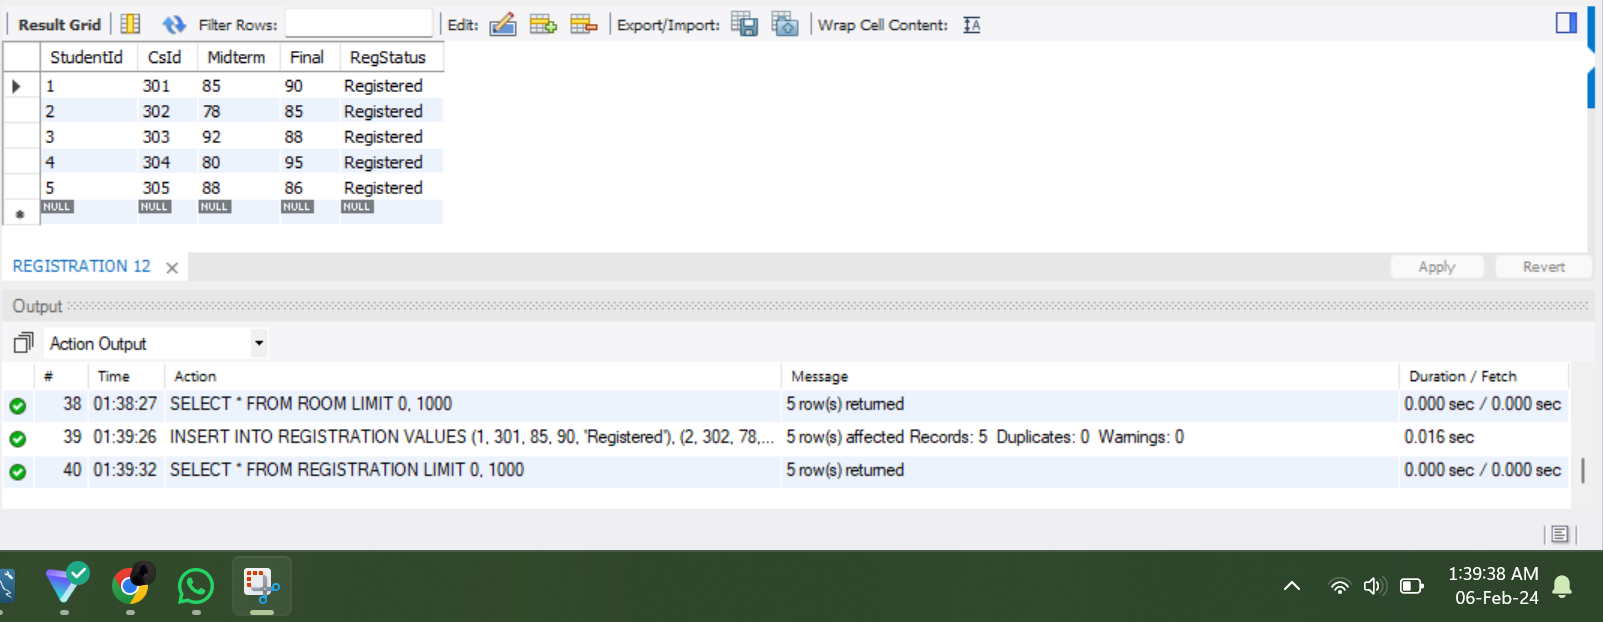 Result Grid Filter Rows: Edit: Export/Import: Wrap Cell Content: IA
StudentId CsId Midterm Final RegStatus
1 301 85 90 Registered
2 302 78 85 Registered
3 303 92 88 Registered
4 304 80 95 Registered
5 305 88 86 Registered
NULL NULL NULL NULL NULL
REGISTRATION 12 Apply Revert
Output
Action Output
# Time Action Message Duration / Fetch
38 01:38:27 SELECT * FROM ROOM LIMIT 0, 1000 5 row(s) returned 0.000 sec / 0.000 sec
39 01:39:26 INSERT INTO REGISTRATION VALUES (1, 301, 85, 90, 'Registered'), (2, 302, 78,... 5 row(s) affected Records: 5 Duplicates: 0 Warnings: 0 0.016 sec
40 01:39:32 SELECT * FROM REGISTRATION LIMIT 0, 1000 5 row(s) returned 0.000 sec / 0.000 sec
1:39:38 AM
06-Feb-24